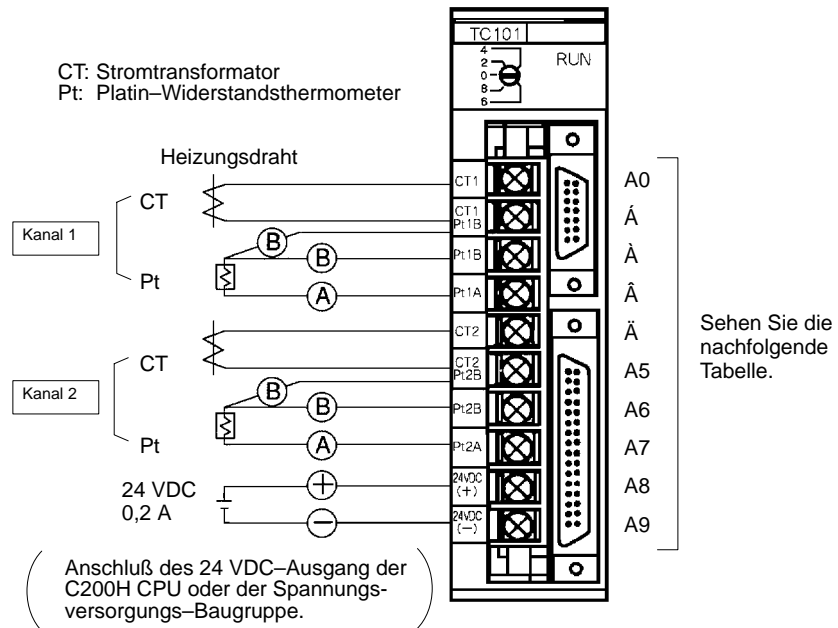 TC101
RUN
4
2
0
8
6
CT: Stromtransformator
Pt: Platin–Widerstandsthermometer
Heizungsdraht
CT
Kanal 1
Pt
B
B
A
CT
Kanal 2
Pt
B
B
A
24 VDC
0,2 A
+
−
CT1
CT1
Pt1B
Pt1B
Pt1A
CT2
CT2
Pt2B
Pt2B
Pt2A
24VDC
(+)
24VDC
(−)
A0
Á
À
Â
Ä
A5
A6
A7
A8
A9
Sehen Sie die
nachfolgende
Tabelle.
Anschluß des 24 VDC–Ausgang der
C200H CPU oder der Spannungs-
versorgungs–Baugruppe.